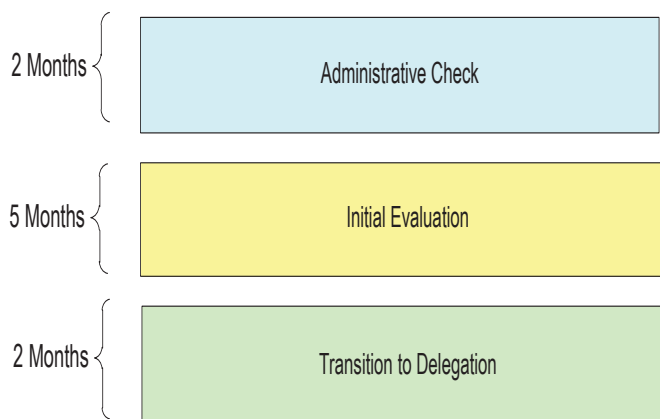 2 Months
Administrative Check
5 Months
Initial Evaluation
2 Months
Transition to Delegation